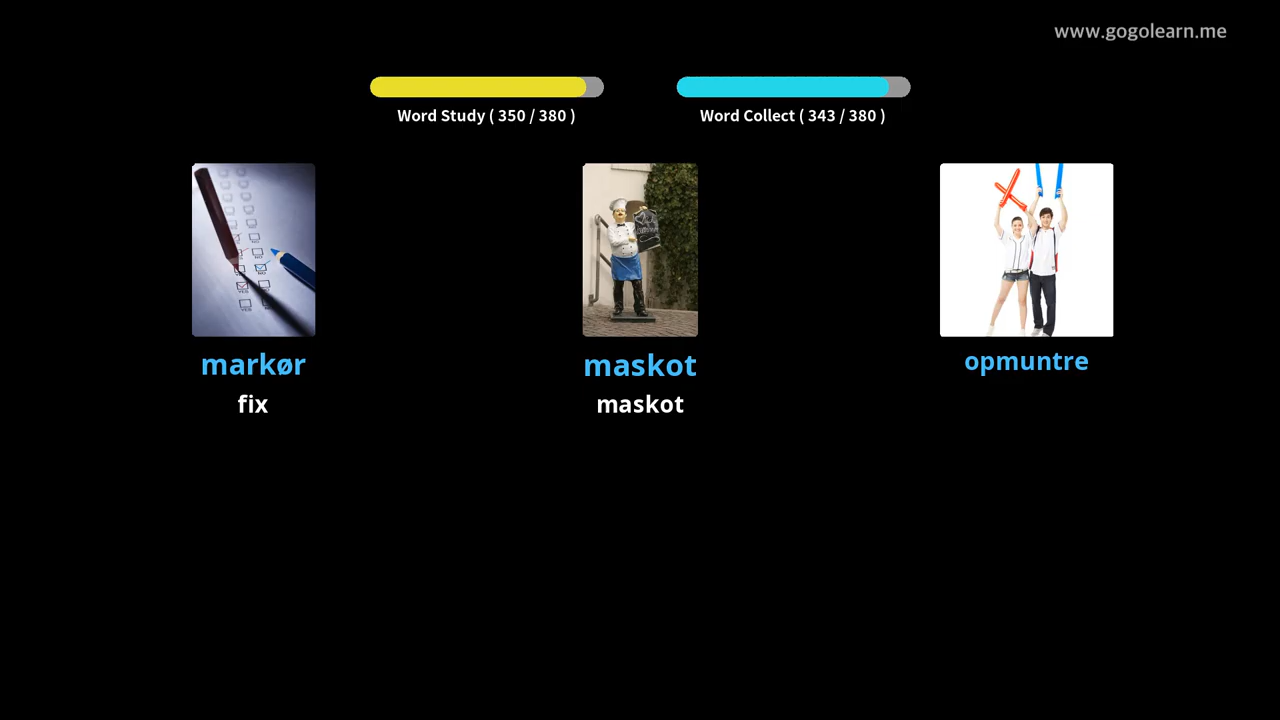 www.gogolearn.me
Word Study ( 350 / 380 )
Word Collect ( 343 / 380 )
markør
maskot
opmuntre
fix
maskot